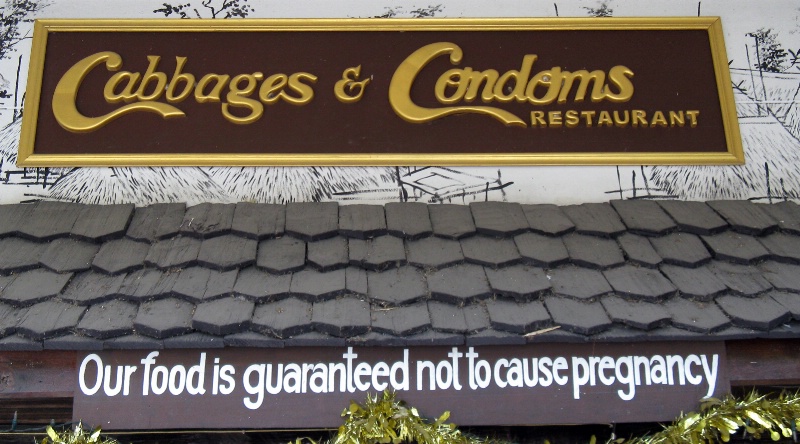 Cabbages & Condoms
RESTAURANT
Our food is guaranteed not to cause pregnancy